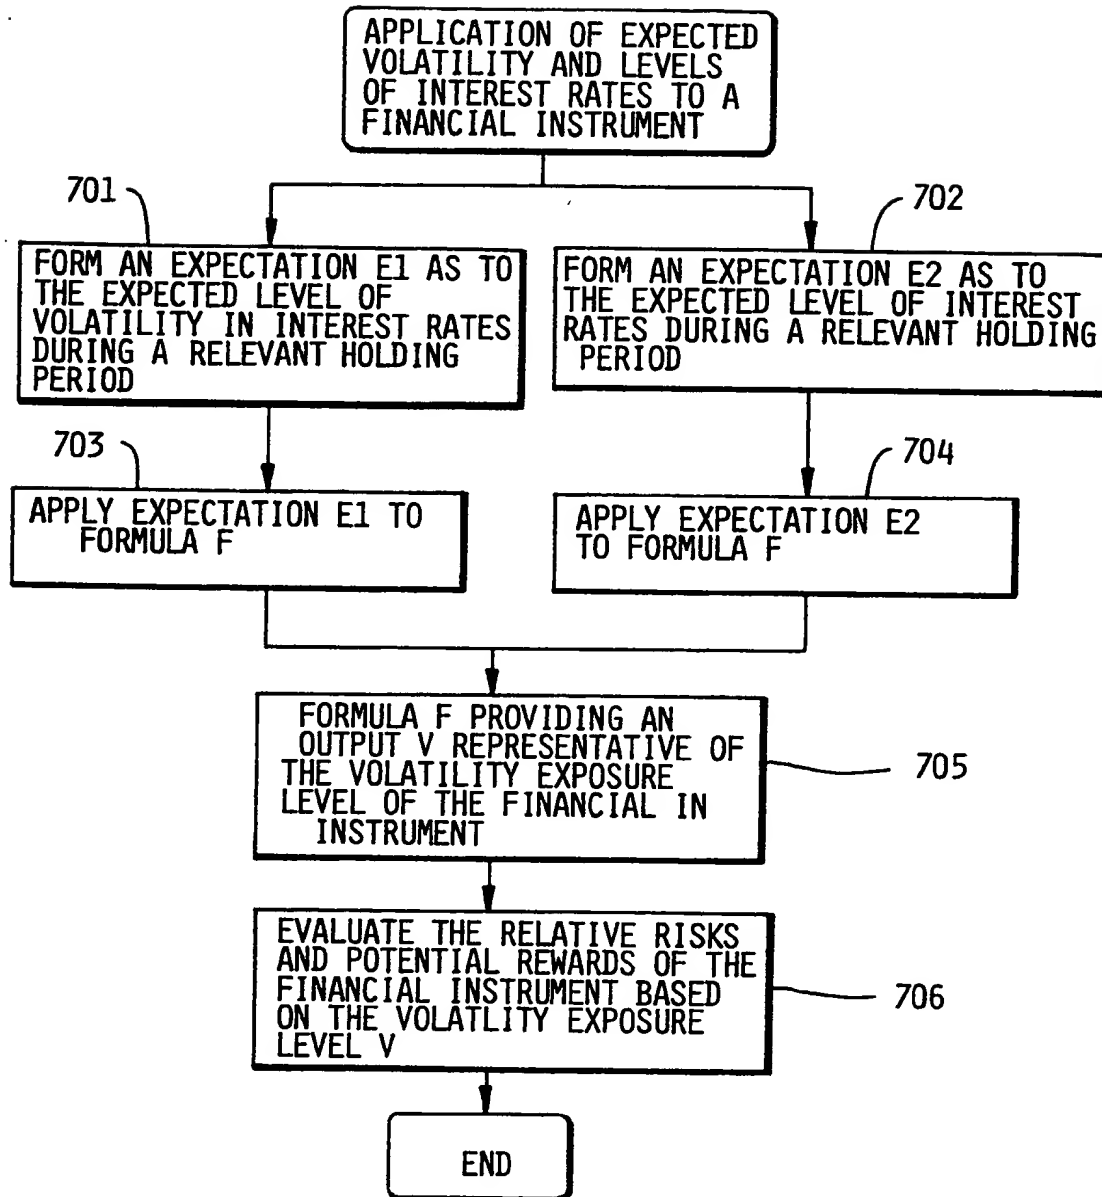 APPLICATION OF EXPECTED
VOLATILITY AND LEVELS
OF INTEREST RATES TO A
FINANCIAL INSTRUMENT
701
702
FORM AN EXPECTATION E1 AS TO
THE EXPECTED LEVEL OF
VOLATILITY IN INTEREST RATES
DURING A RELEVANT HOLDING
PERIOD
FORM AN EXPECTATION E2 AS TO
THE EXPECTED LEVEL OF INTEREST
RATES DURING A RELEVANT HOLDING
PERIOD
703
704
APPLY EXPECTATION E1 TO
FORMULA F
APPLY EXPECTATION E2
TO FORMULA F
FORMULA F PROVIDING AN
OUTPUT V REPRESENTATIVE OF
THE VOLATILITY EXPOSURE
LEVEL OF THE FINANCIAL IN
INSTRUMENT
705
EVALUATE THE RELATIVE RISKS
AND POTENTIAL REWARDS OF THE
FINANCIAL INSTRUMENT BASED
ON THE VOLATLITY EXPOSURE
LEVEL V
706
END